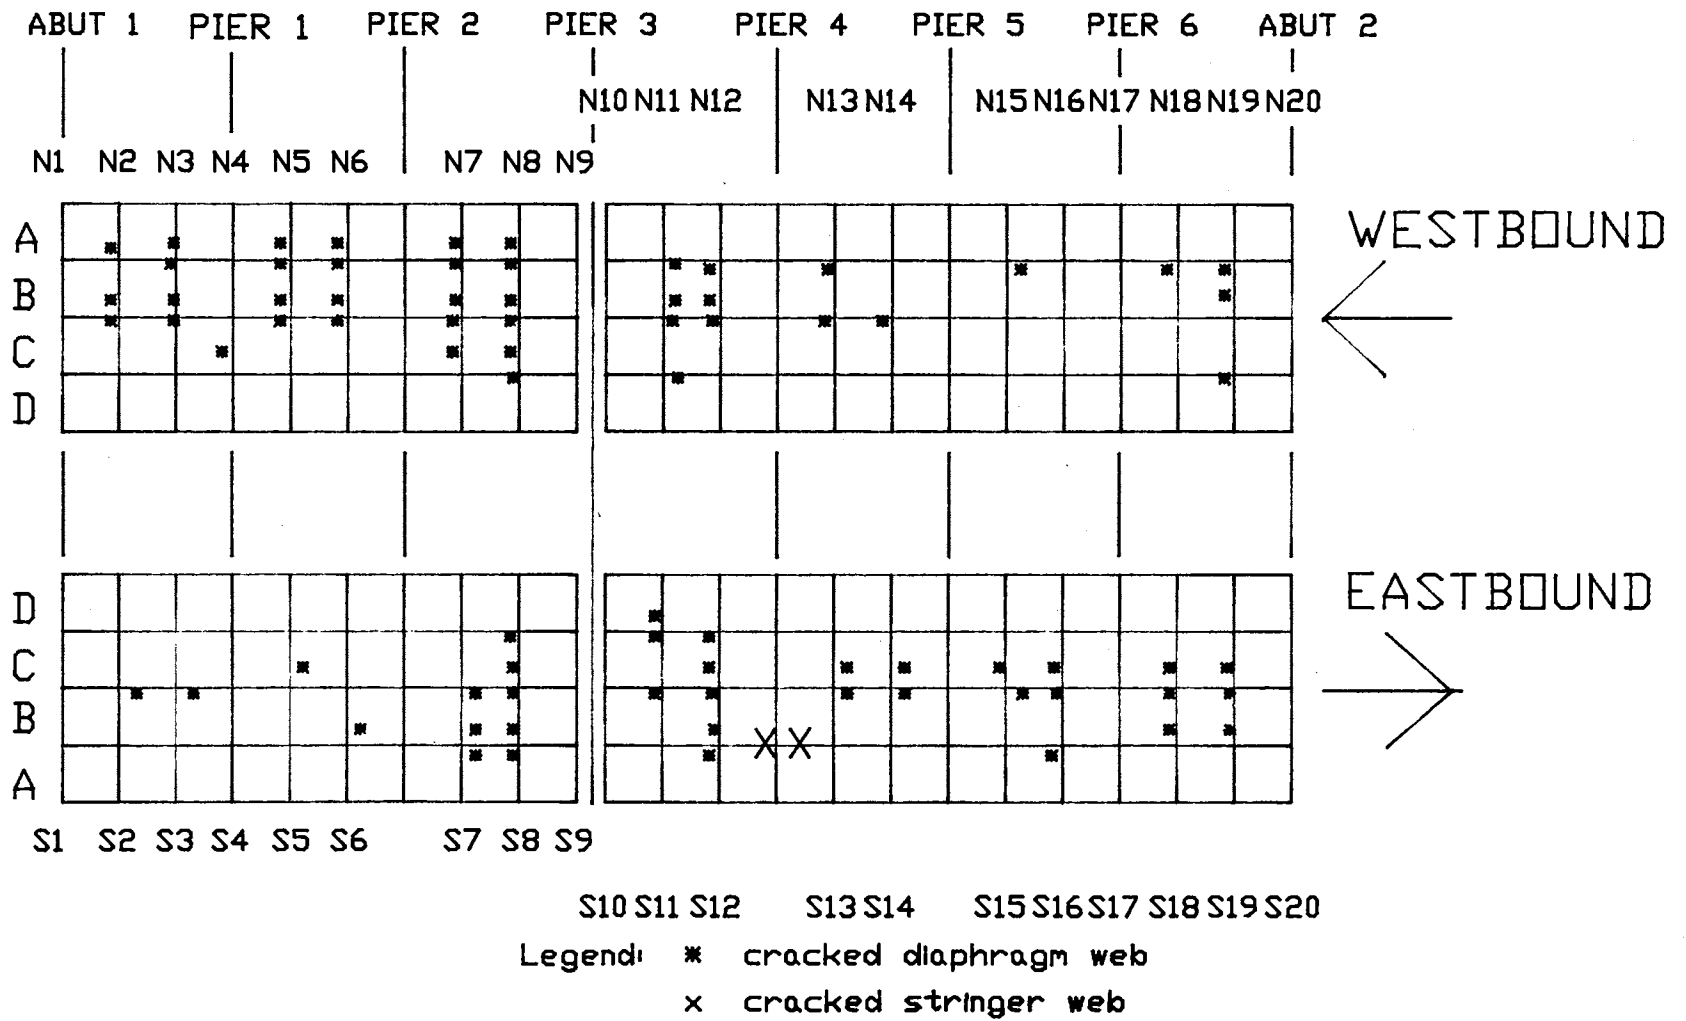 ABUT 1 PIER 1 PIER 2 PIER 3 PIER 4 PIER 5 PIER 6 ABUT 2
N10 N11 N12 N13 N14 N15 N16 N17 N18 N19 N20
N1 N2 N3 N4 N5 N6 N7 N8 N9
A
WESTBOUND
B
C
D
D
EASTBOUND
C
B
A
S1 S2 S3 S4 S5 S6 S7 S8 S9
S10 S11 S12 S13 S14 S15 S16 S17 S18 S19 S20
Legend: * cracked diaphragm web
x cracked stringer web